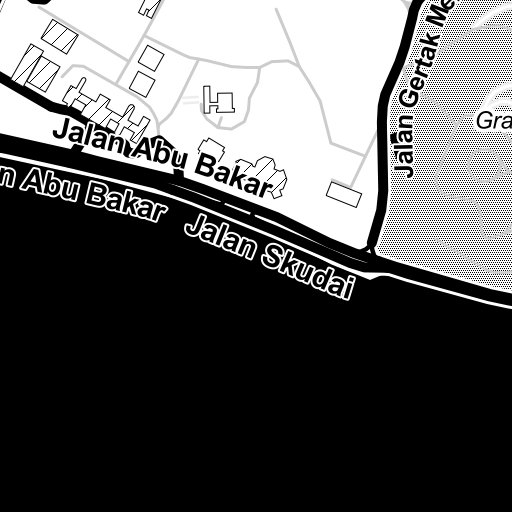 Jalan Gertak Me
Gra
Jalan Abu Bakar
n Abu Bakar
Jalan Skudai